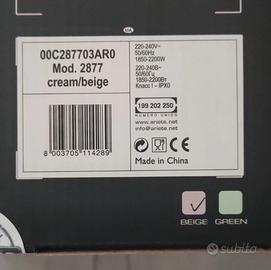 UA
00C287703AR0
Mod. 2877
cream/beige
220-240V~
50/60Hz
1850-2200W
220-240В~
50/60Гц
1850-2200Вт
Класс I - IPX0
199 202 250
NUMERO UNICO
www.ariete.net
e-mail: info@ariete.net
8 003705 114289
Made in China
BEIGE
GREEN
subito